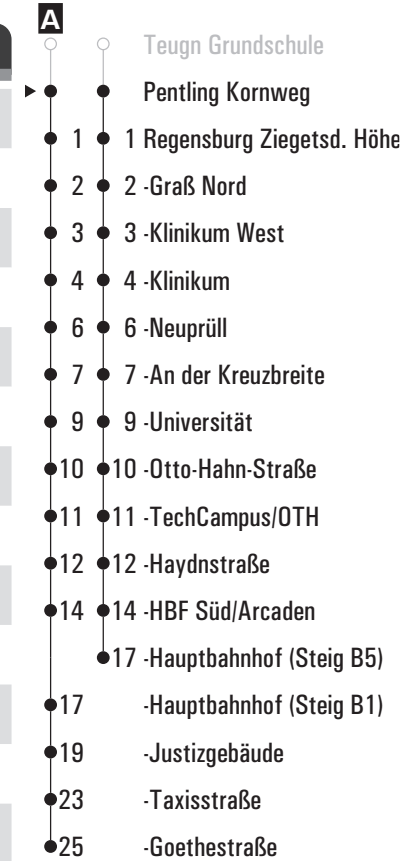 A
Teugn Grundschule
Pentling Kornweg
1 1 Regensburg Ziegetsd. Höhe
2 2 -Graß Nord
3 3 -Klinikum West
4 4 -Klinikum
6 6 -Neuprüll
7 7 -An der Kreuzbreite
9 9 -Universität
10 10 -Otto-Hahn-Straße
11 11 -TechCampus/OTH
12 12 -Haydnstraße
14 14 -HBF Süd/Arcaden
17 -Hauptbahnhof (Steig B5)
17 -Hauptbahnhof (Steig B1)
19 -Justizgebäude
23 -Taxisstraße
25 -Goethestraße